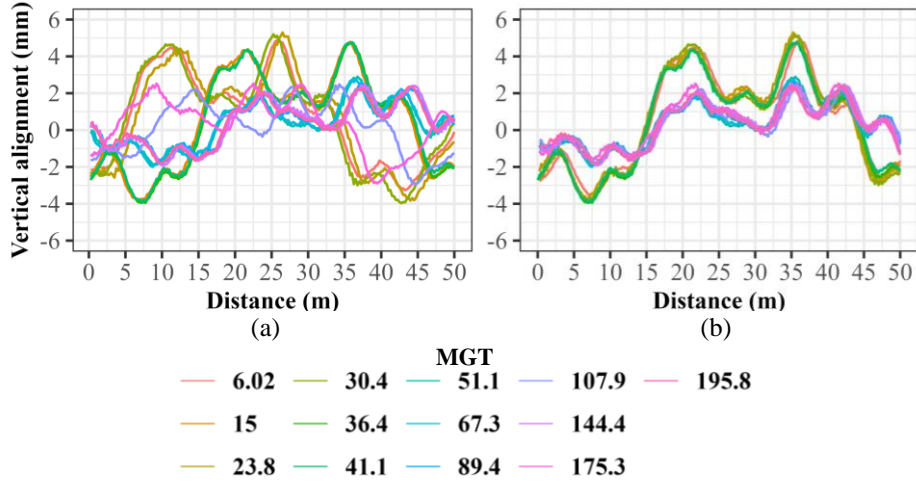 Vertical alignment (mm)
6
4
2
0
-2
-4
-6
0 5 10 15 20 25 30 35 40 45 50
Distance (m)
(a)
6
4
2
0
-2
-4
-6
0 5 10 15 20 25 30 35 40 45 50
Distance (m)
(b)
MGT
6.02 30.4 51.1 107.9 195.8
15 36.4 67.3 144.4
23.8 41.1 89.4 175.3